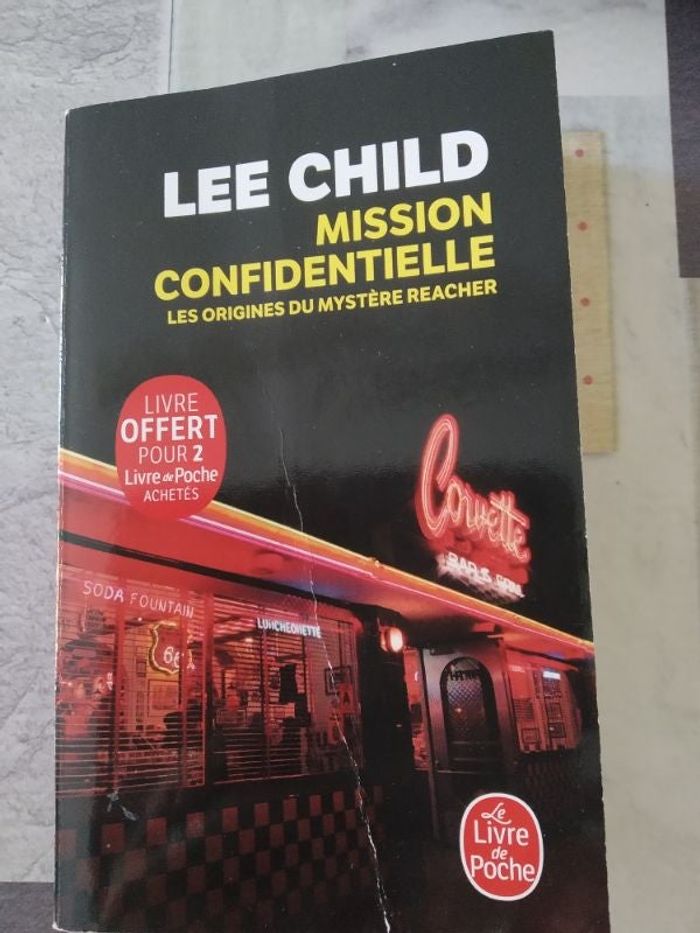 LEE CHILD
MISSION
CONFIDENTIELLE
LES ORIGINES DU MYSTÈRE REACHER
LIVRE
OFFERT
POUR 2
Livre de Poche
ACHETÉS
Corvette
SODA FOUNTAIN
LUNCHEONETTE
66
Le
Livre
de
Poche